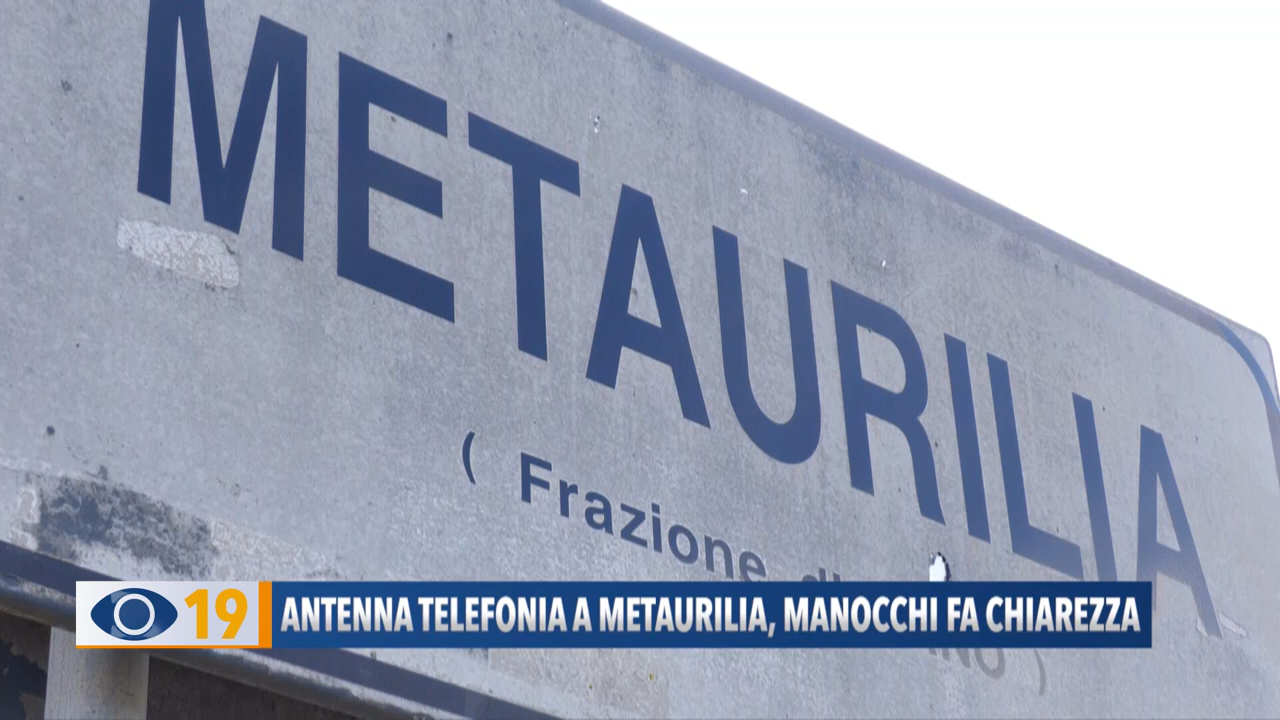 METAURILIA
( Frazione
19 ANTENNA TELEFONIA A METAURILIA, MANOCCHI FA CHIAREZZA
)